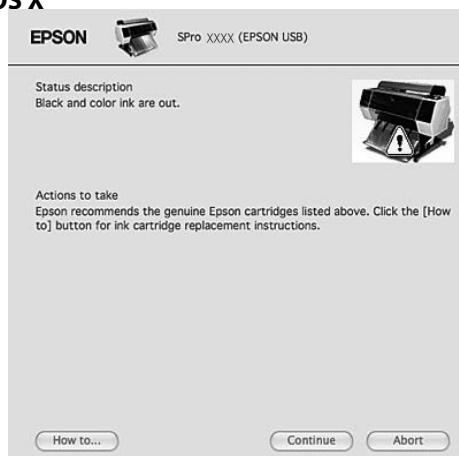 OS X
EPSON
SPro XXXX (EPSON USB)
Status description
Black and color ink are out.
Actions to take
Epson recommends the genuine Epson cartridges listed above. Click the [How
to] button for ink cartridge replacement instructions.
How to...
Continue
Abort